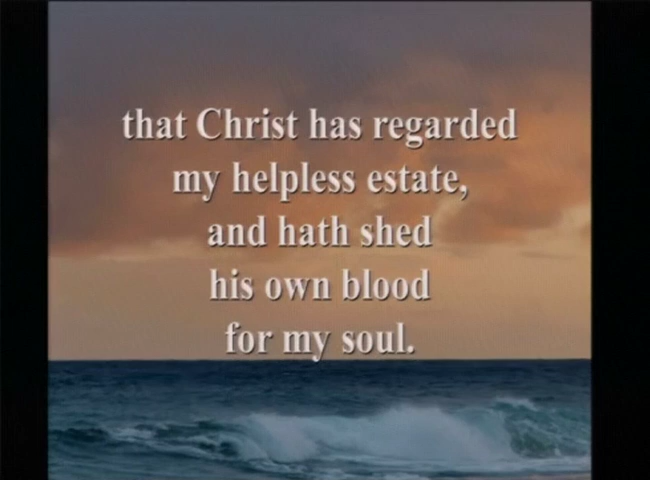 that Christ has regarded
my helpless estate,
and hath shed
his own blood
for my soul.